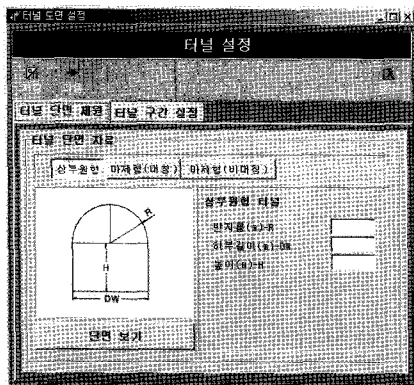 터널 도면 설정
터널 설정
터널 단면 제원 터널 구간 설정
터널 단면 자료
상부원형 마제형(대칭) 마제형(비대칭)
상부원형 터널
반지름(m)-R
하부길이(m)-DW
높이(m)-H
R
H
DW
단면 보기